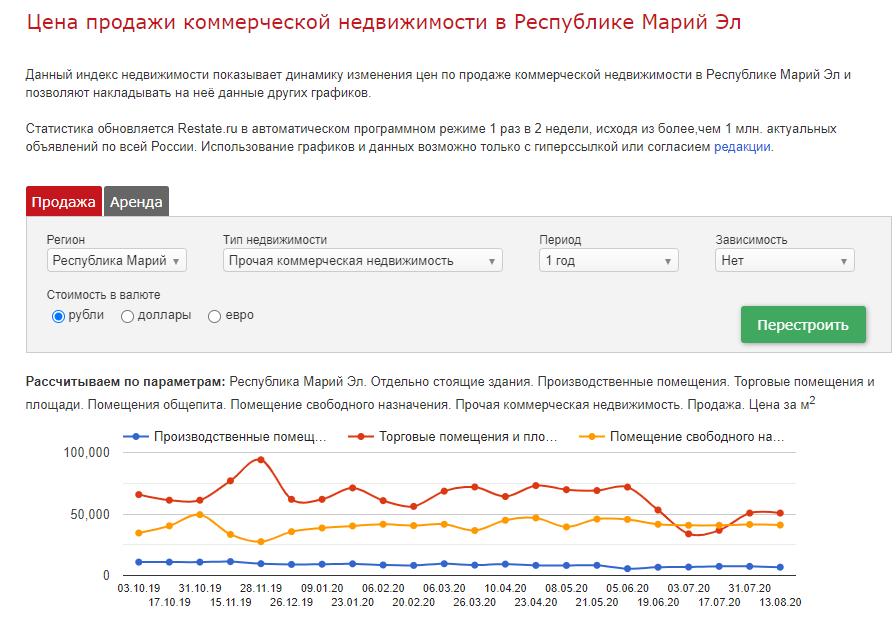 Цена продажи коммерческой недвижимости в Республике Марий Эл
Данный индекс недвижимости показывает динамику изменения цен по продаже коммерческой недвижимости в Республике Марий Эл и
позволяют накладывать на неё данные других графиков.
Статистика обновляется Restate.ru в автоматическом программном режиме 1 раз в 2 недели, исходя из более,чем 1 млн. актуальных
объявлений по всей России. Использование графиков и данных возможно только с гиперссылкой или согласием редакции.
Продажа Аренда
Регион Тип недвижимости Период Зависимость
Республика Марий Прочая коммерческая недвижимость 1 год Нет
Стоимость в валюте
рубли доллары евро
Перестроить
Рассчитываем по параметрам: Республика Марий Эл. Отдельно стоящие здания. Производственные помещения. Торговые помещения и
площади. Помещения общепита. Помещение свободного назначения. Прочая коммерческая недвижимость. Продажа. Цена за м2
Производственные помещ... Торговые помещения и пло... Помещение свободного на...
100,000
50,000
0
03.10.19 31.10.19 28.11.19 09.01.20 06.02.20 06.03.20 10.04.20 08.05.20 05.06.20 03.07.20 31.07.20
17.10.19 15.11.19 26.12.19 23.01.20 20.02.20 26.03.20 23.04.20 21.05.20 19.06.20 17.07.20 13.08.20